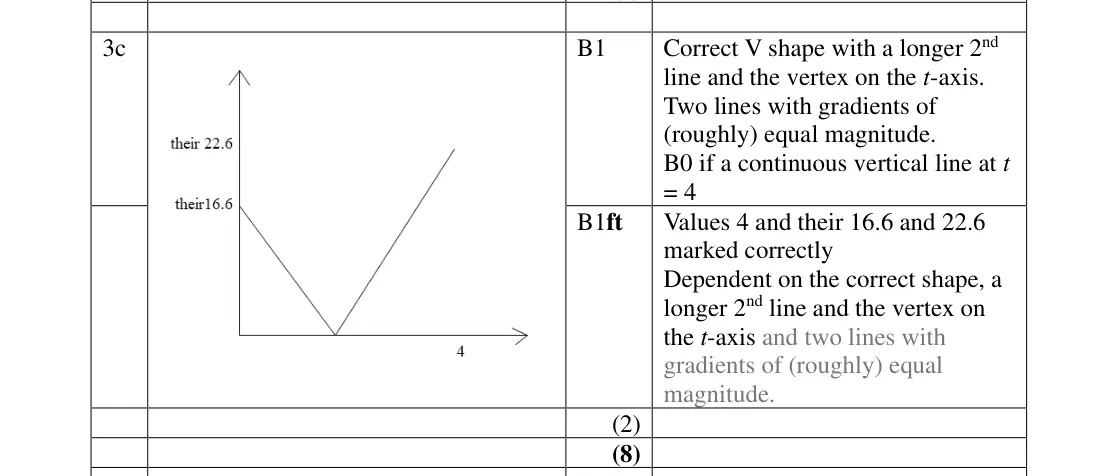 3c
their 22.6
their16.6
4
B1
Correct V shape with a longer 2nd
line and the vertex on the t-axis.
Two lines with gradients of
(roughly) equal magnitude.
B0 if a continuous vertical line at t
= 4
B1ft
Values 4 and their 16.6 and 22.6
marked correctly
Dependent on the correct shape, a
longer 2nd line and the vertex on
the t-axis and two lines with
gradients of (roughly) equal
magnitude.
(2)
(8)